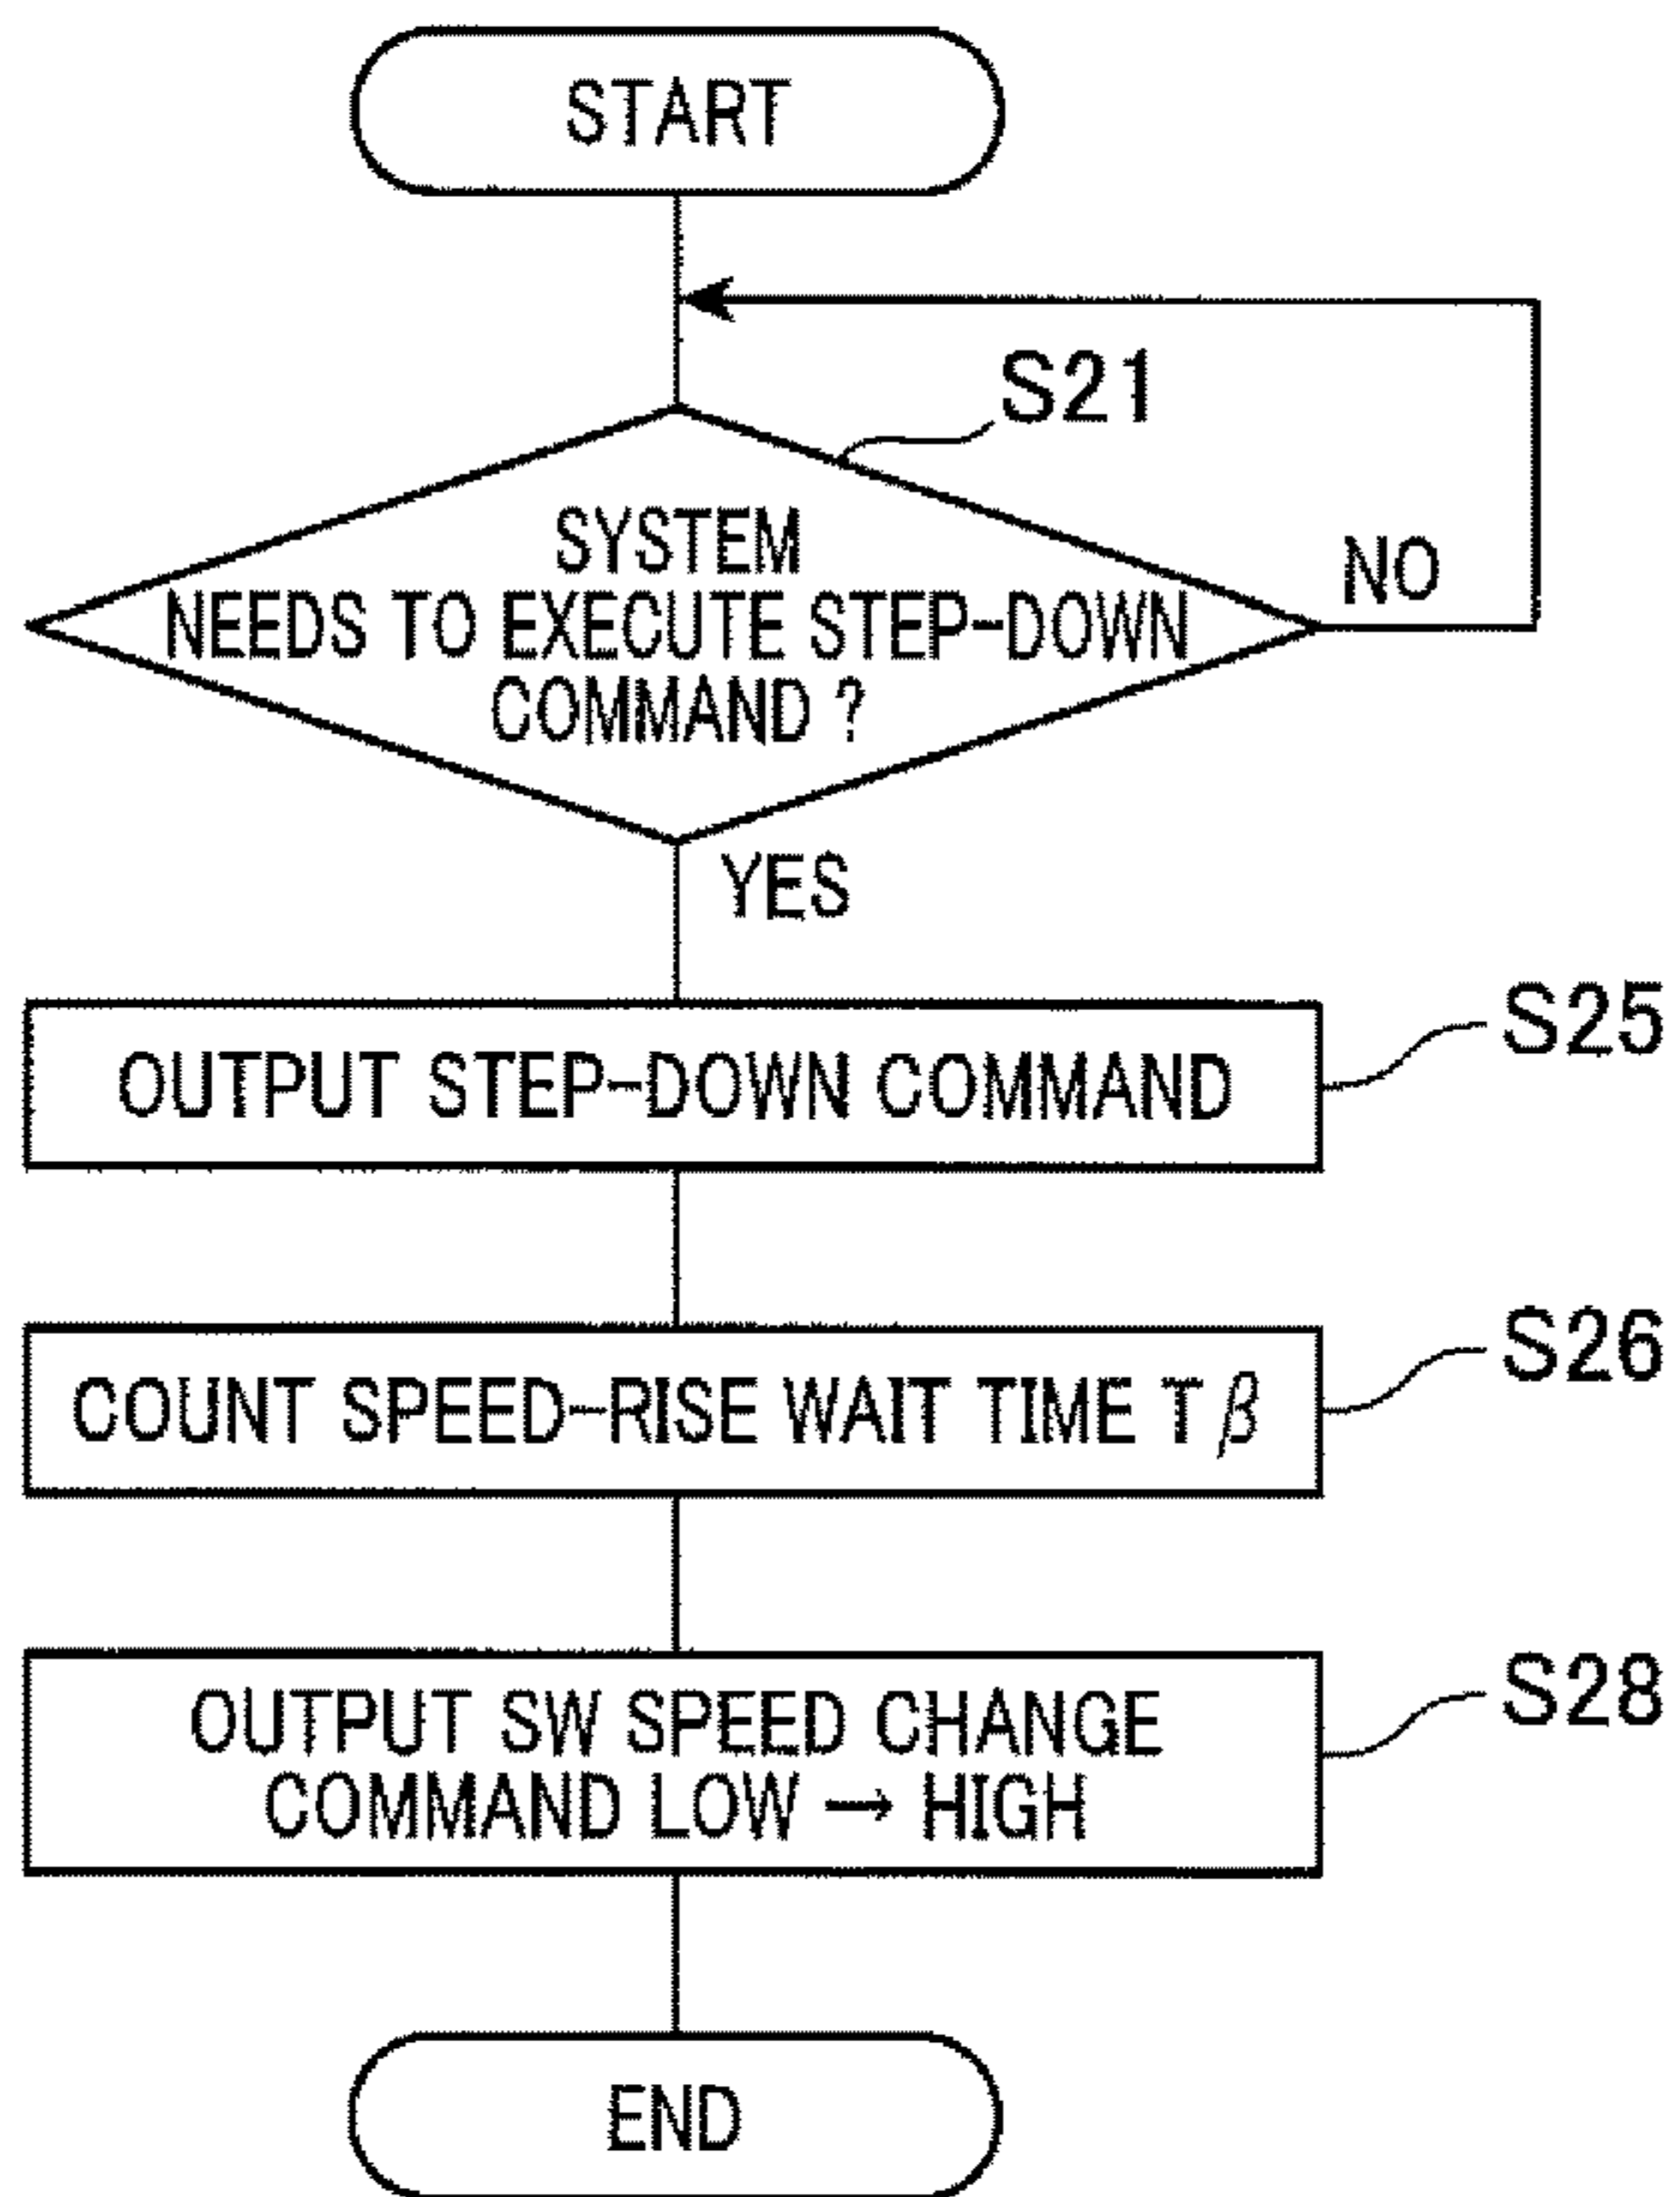 START
S21
SYSTEM
NEEDS TO EXECUTE STEP-DOWN
COMMAND ?
NO
YES
OUTPUT STEP-DOWN COMMAND
S25
COUNT SPEED-RISE WAIT TIME Tβ
S26
OUTPUT SW SPEED CHANGE
COMMAND LOW → HIGH
S28
END